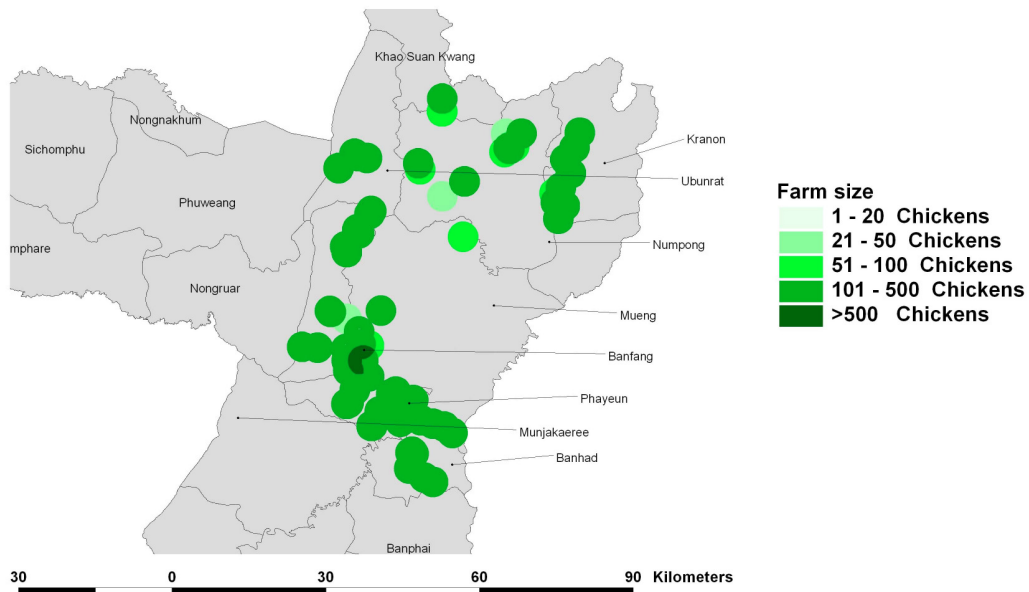 Khao Suan Kwang
Nongnakhum
Kranon
Sichomphu
Ubunrat
Phuweang
Farm size
1 - 20 Chickens
21 - 50 Chickens
51 - 100 Chickens
101 - 500 Chickens
>500 Chickens
Numpong
mphare
Nongruar
Mueng
Banfang
Phayeun
Munjakaeree
Banhad
Banphai
30 0 30 60 90 Kilometers